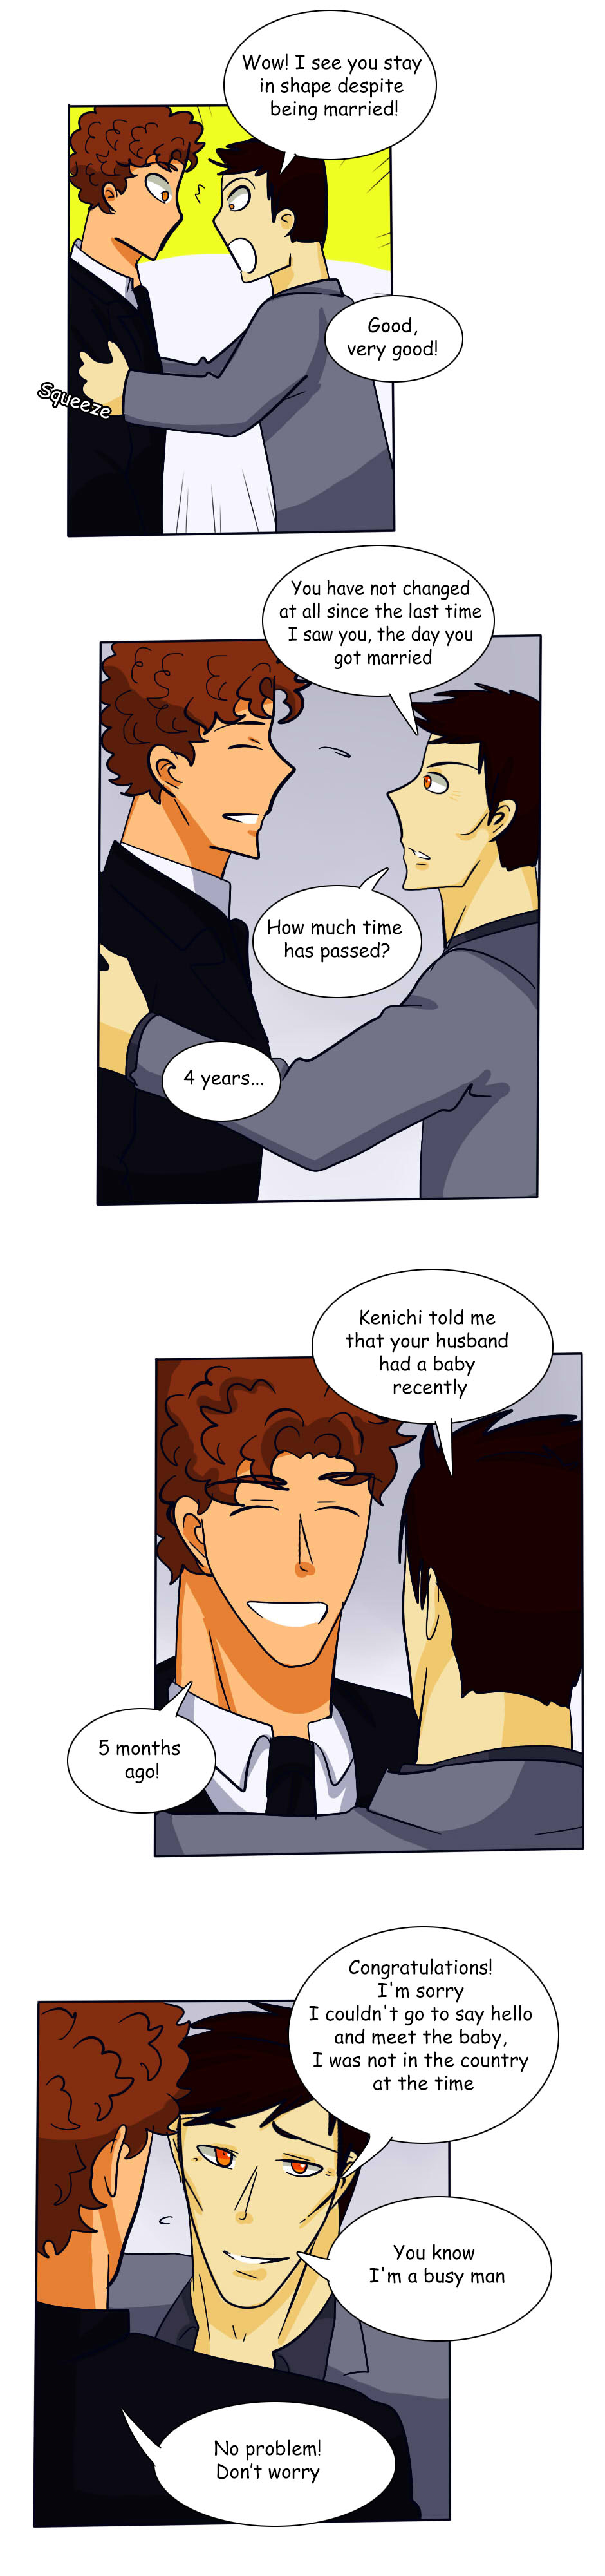 Wow! I see you stay
in shape despite
being married!
Good,
very good!
Squeeze
You have not changed
at all since the last time
I saw you, the day you
got married
How much time
has passed?
4 years...
Kenichi told me
that your husband
had a baby
recently
5 months
ago!
Congratulations!
I'm sorry
I couldn't go to say hello
and meet the baby,
I was not in the country
at the time
You know
I'm a busy man
No problem!
Don't worry